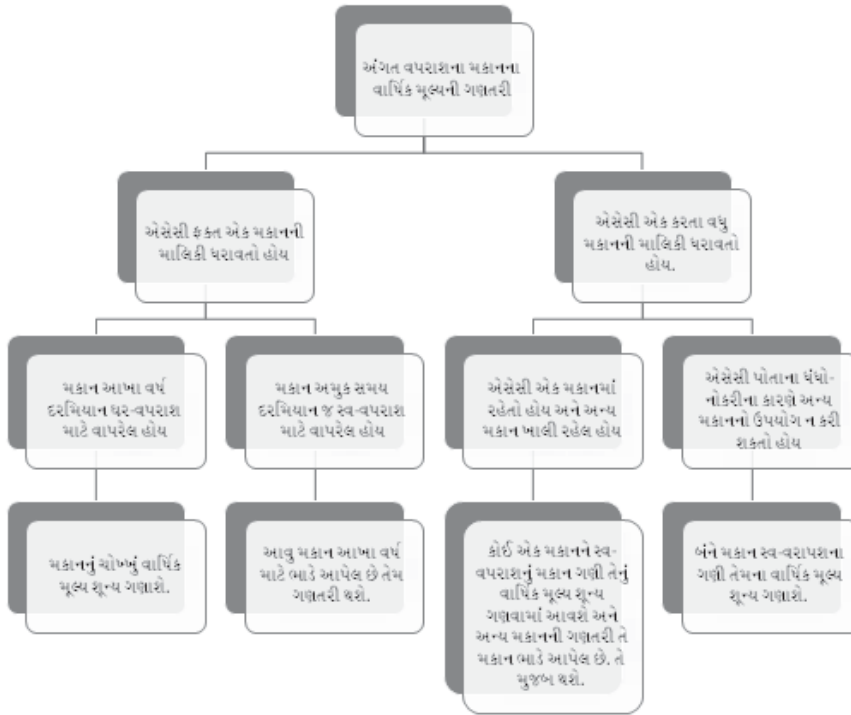 અંગત વપરાશના મકાનના
વાર્ષિક મૂલ્યની ગણતરી
એસેસી ફક્ત એક મકાનની
માલિકી ધરાવતો હોય
એસેસી એક કરતા વધુ
મકાનની માલિકી ધરાવતો
હોય.
મકાન આખા વર્ષ
દરમિયાન ઘર-વપરાશ
માટે વાપરેલ હોય
મકાન અમુક સમય
દરમિયાન જ સ્વ-વપરાશ
માટે વાપરેલ હોય
એસેસી એક મકાનમાં
રહેતો હોય અને અન્ય
મકાન ખાલી રહેલ હોય
એસેસી પોતાના ધંધો-
નોકરીના કારણે અન્ય
મકાનનો ઉપયોગ ન કરી
શકતો હોય
મકાનનું ચોખ્ખું વાર્ષિક
મૂલ્ય શૂન્ય ગણાશે.
આવુ મકાન આખા વર્ષ
માટે ભાડે આપેલ છે તેમ
ગણતરી થશે.
કોઈ એક મકાનને સ્વ-
વપરાશનું મકાન ગણી તેનું
વાર્ષિક મૂલ્ય શૂન્ય
ગણવામાં આવશે અને
અન્ય મકાનની ગણતરી તે
મકાન ભાડે આપેલ છે. તે
મુજબ થશે.
બંને મકાન સ્વ-વરાપશના
ગણી તેમના વાર્ષિક મૂલ્ય
શૂન્ય ગણાશે.